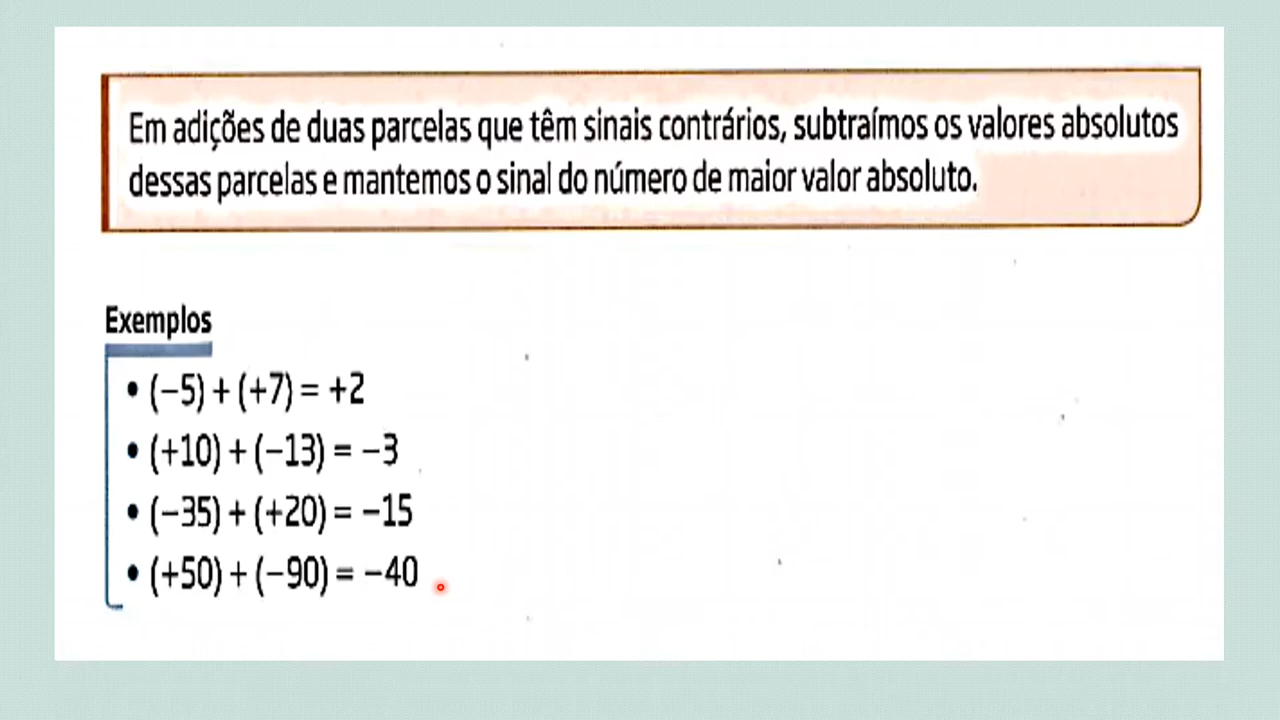 Em adições de duas parcelas que têm sinais contrários, subtraímos os valores absolutos
dessas parcelas e mantemos o sinal do número de maior valor absoluto.
Exemplos
• (−5) + (+7) = +2
• (+10) + (−13) = −3
• (−35) + (+20) = −15
• (+50) + (−90) = −40